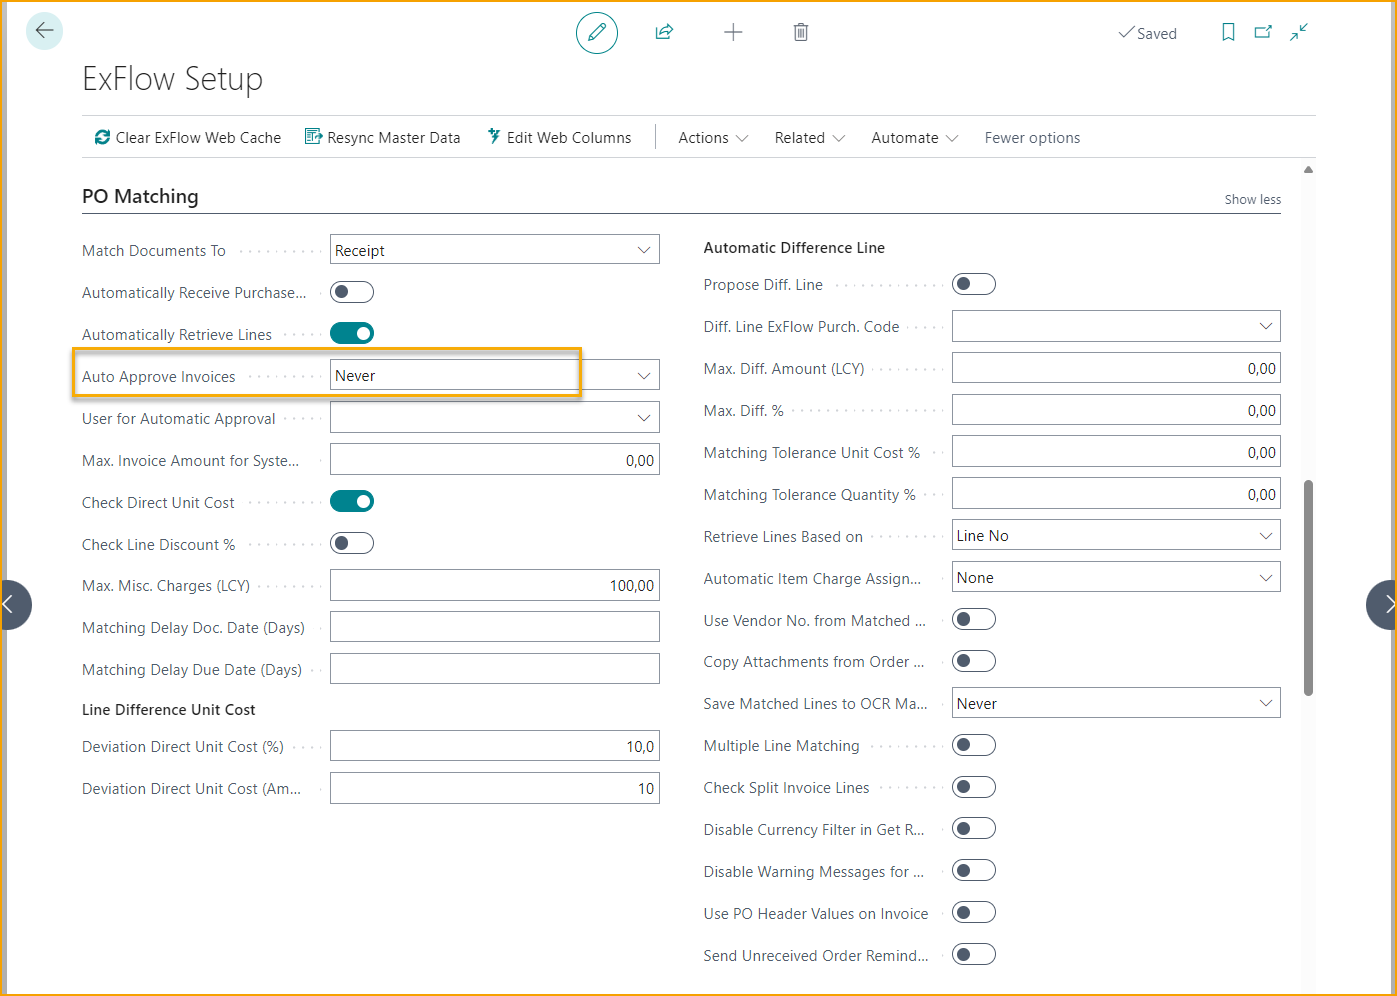 Saved
ExFlow Setup
Clear ExFlow Web Cache
Resync Master Data
Edit Web Columns
Actions
Related
Automate
Fewer options
PO Matching
Show less
Match Documents To
Receipt
Automatically Receive Purchase...
Automatically Retrieve Lines
Auto Approve Invoices
Never
User for Automatic Approval
Max. Invoice Amount for Syste...
0,00
Check Direct Unit Cost
Check Line Discount %
Max. Misc. Charges (LCY)
100,00
Matching Delay Doc. Date (Days)
Matching Delay Due Date (Days)
Line Difference Unit Cost
Deviation Direct Unit Cost (%)
10,0
Deviation Direct Unit Cost (Am...
10
Automatic Difference Line
Propose Diff. Line
Diff. Line ExFlow Purch. Code
Max. Diff. Amount (LCY)
0,00
Max. Diff. %
0,00
Matching Tolerance Unit Cost %
0,00
Matching Tolerance Quantity %
0,00
Retrieve Lines Based on
Line No
Automatic Item Charge Assign...
None
Use Vendor No. from Matched ...
Copy Attachments from Order ...
Save Matched Lines to OCR Ma...
Never
Multiple Line Matching
Check Split Invoice Lines
Disable Currency Filter in Get R...
Disable Warning Messages for ...
Use PO Header Values on Invoice
Send Unreceived Order Remind...